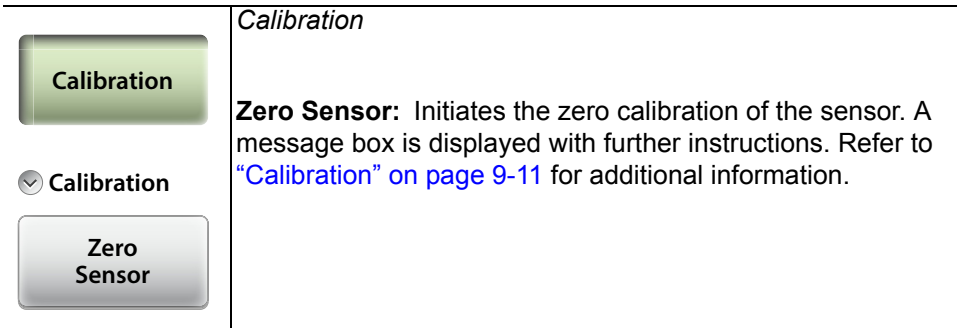 Calibration
Calibration
Zero
Sensor
Calibration
Zero Sensor: Initiates the zero calibration of the sensor. A
message box is displayed with further instructions. Refer to
“Calibration” on page 9-11 for additional information.